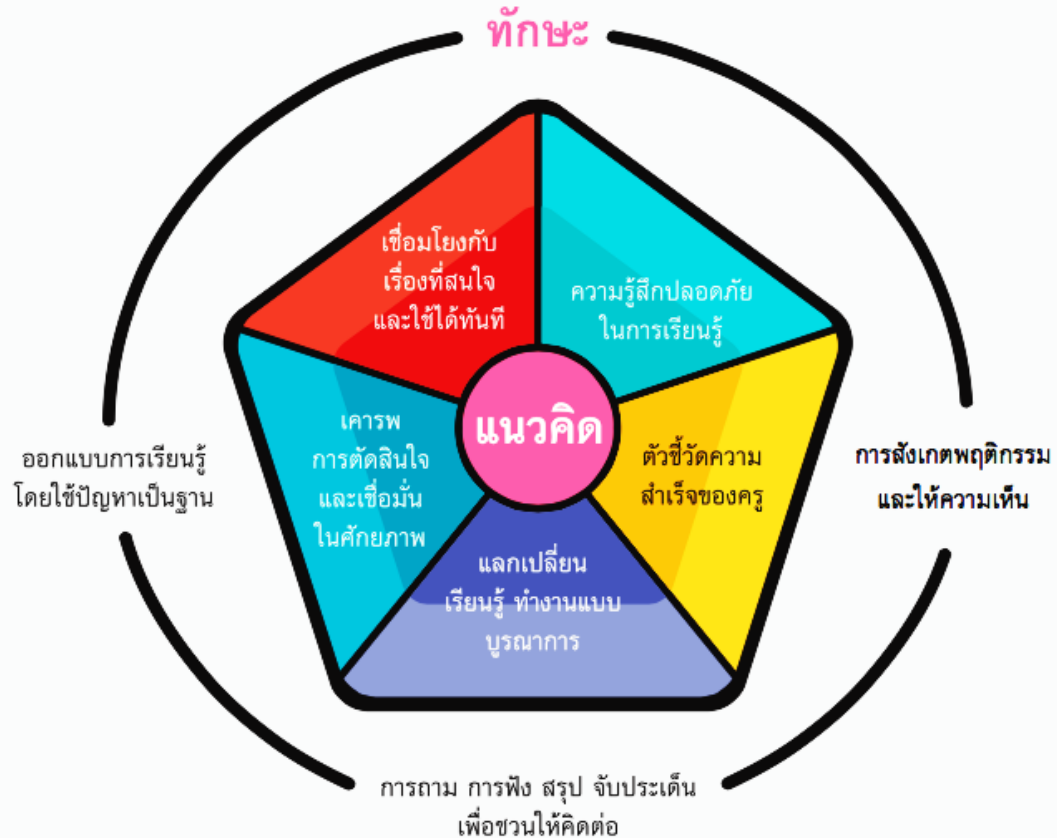 ทักษะ
เชื่อมโยงกับ
เรื่องที่สนใจ
และใช้ได้ทันที
ความรู้สึกปลอดภัย
ในการเรียนรู้
แนวคิด
เคารพ
การตัดสินใจ
และเชื่อมั่น
ในศักยภาพ
ตัวชี้วัดความ
สำเร็จของครู
แลกเปลี่ยน
เรียนรู้ ทำงานแบบ
บูรณาการ
ออกแบบการเรียนรู้
โดยใช้ปัญหาเป็นฐาน
การสังเกตพฤติกรรม
และให้ความเห็น
การถาม การฟัง สรุป จับประเด็น
เพื่อชวนให้คิดต่อ